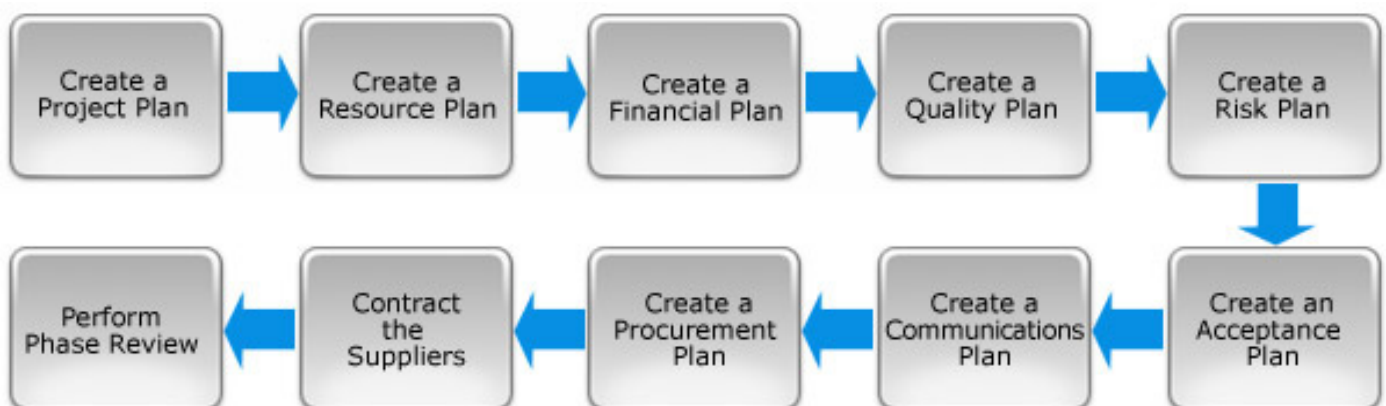 Create a
Project Plan
Create a
Resource Plan
Create a
Financial Plan
Create a
Quality Plan
Create a
Risk Plan
Create an
Acceptance
Plan
Create a
Communications
Plan
Create a
Procurement
Plan
Contract
the
Suppliers
Perform
Phase Review